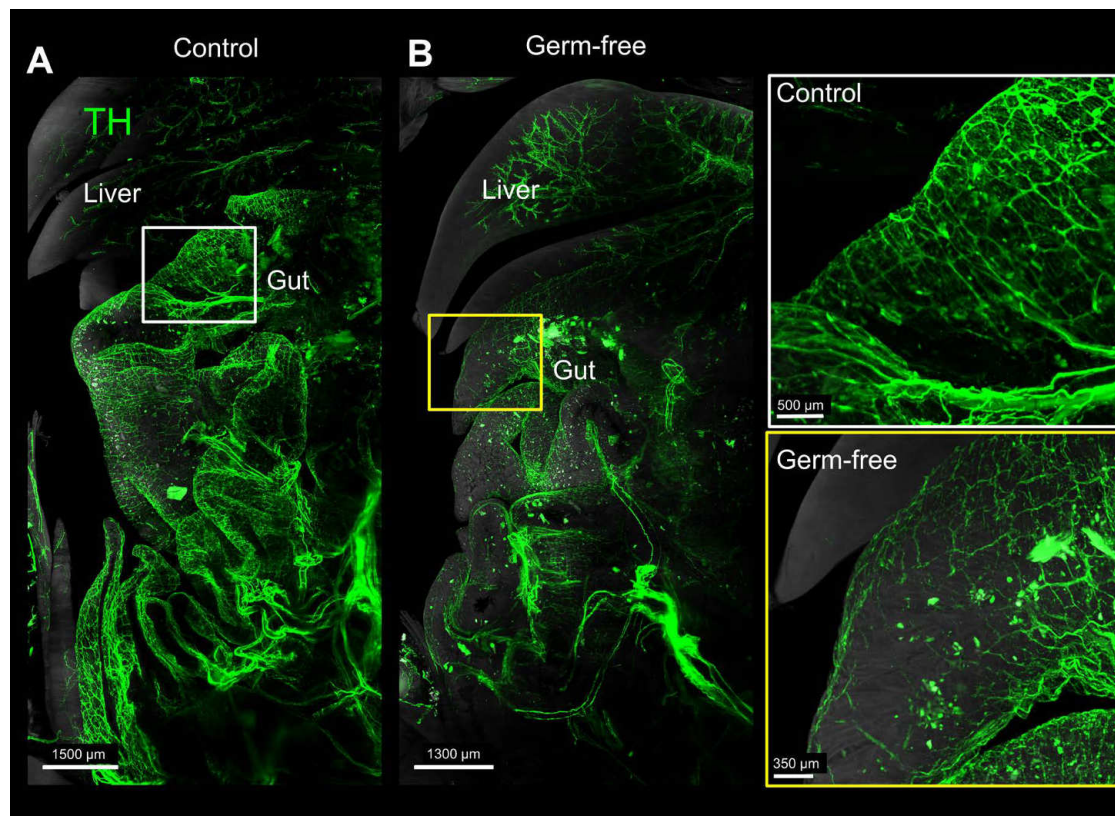 A
Control
TH
Liver
Gut
1500 µm
B
Germ-free
Liver
Gut
1300 µm
Control
500 µm
Germ-free
350 µm